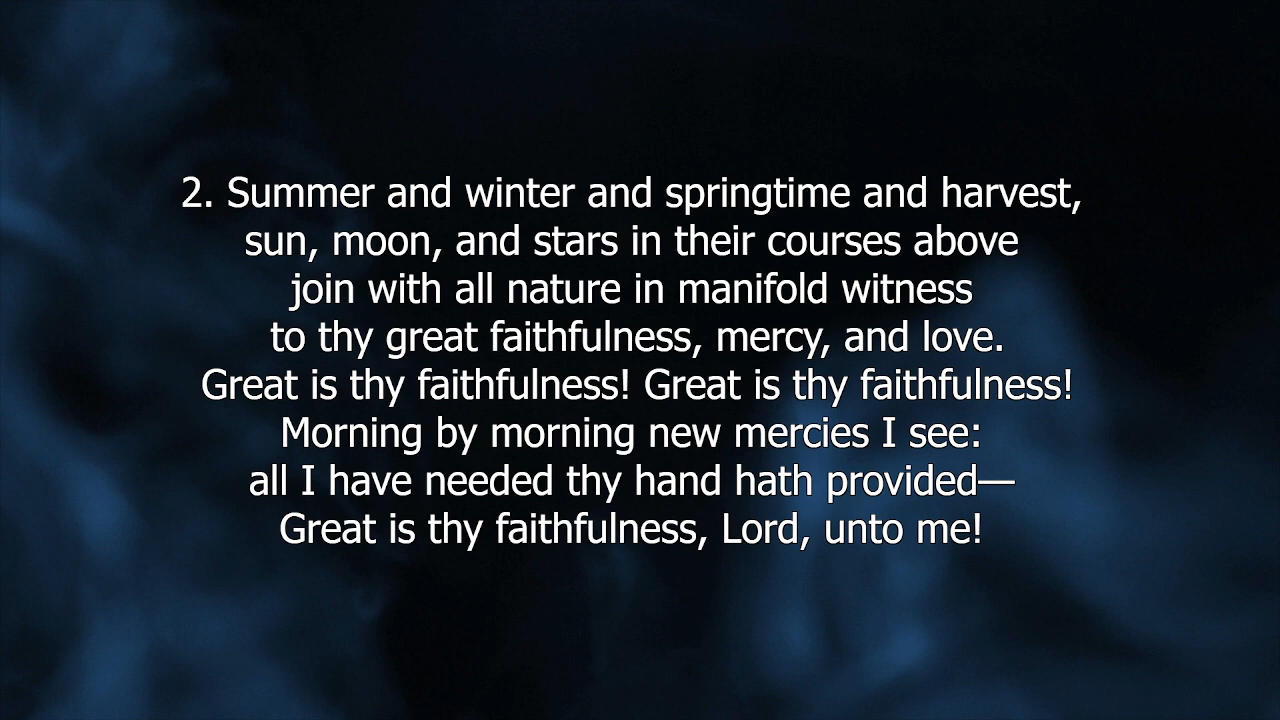 2. Summer and winter and springtime and harvest,
sun, moon, and stars in their courses above
join with all nature in manifold witness
to thy great faithfulness, mercy, and love.
Great is thy faithfulness! Great is thy faithfulness!
Morning by morning new mercies I see:
all I have needed thy hand hath provided—
Great is thy faithfulness, Lord, unto me!